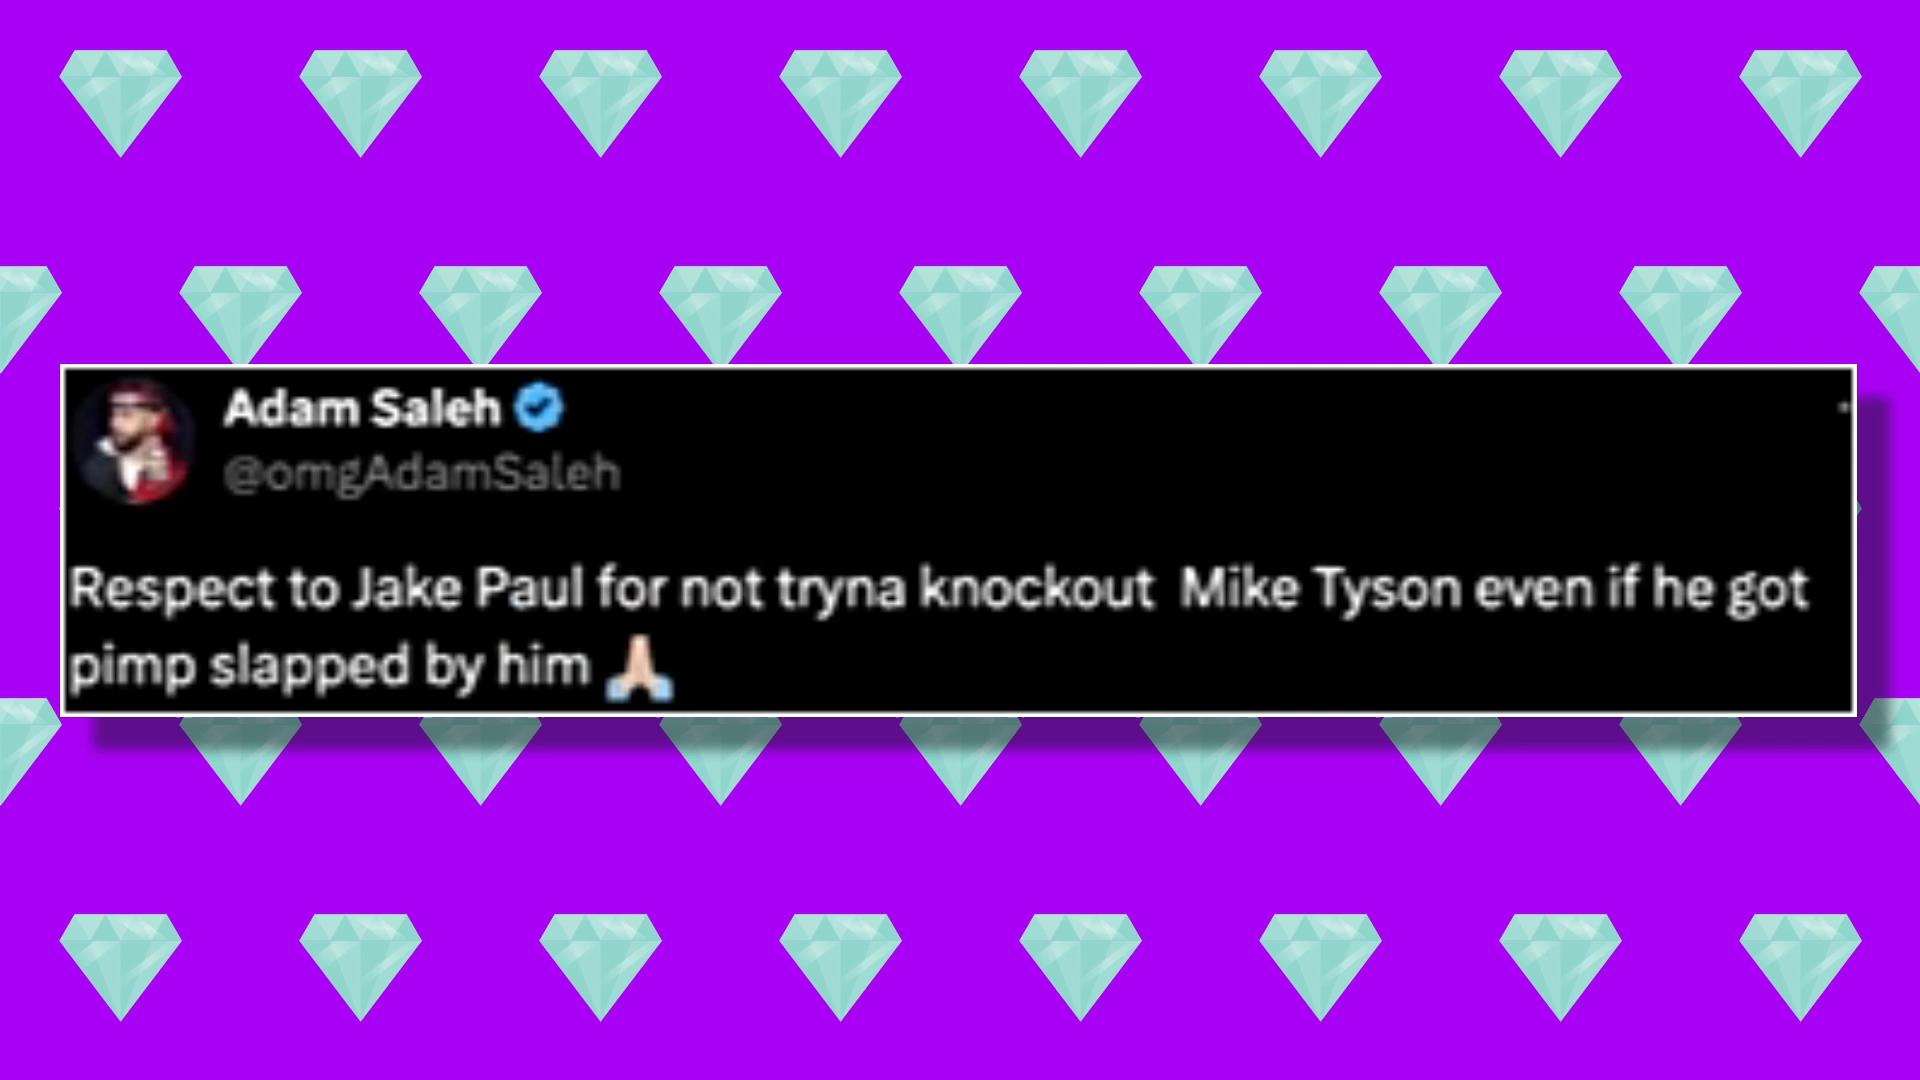 Adam Saleh
@omgAdamSaleh
Respect to Jake Paul for not tryna knockout  Mike Tyson even if he got
pimp slapped by him 🙏🏻